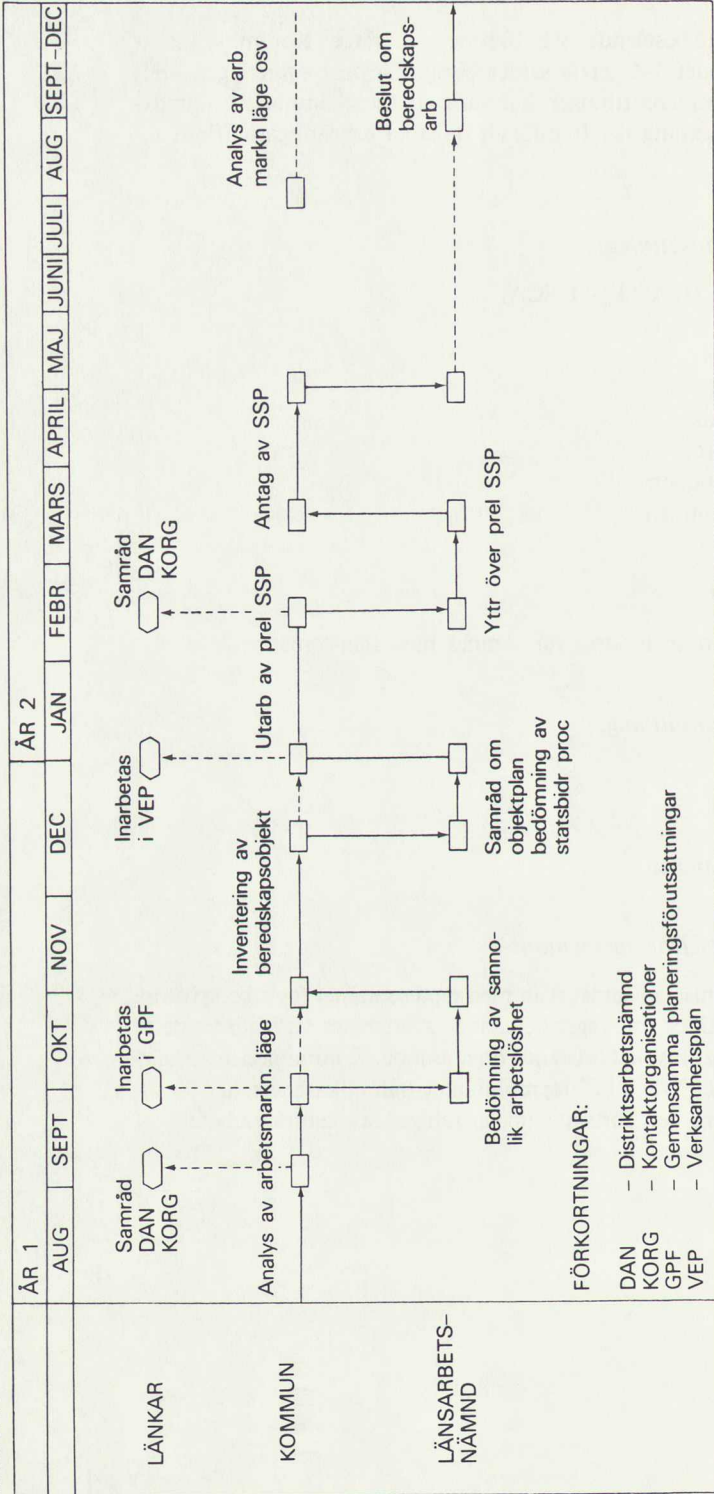 ÅR 1
ÅR 2
AUG SEPT OKT NOV DEC JAN FEBR MARS APRIL MAJ JUNI JULI AUG SEPT–DEC
LÄNKAR
Samråd
DAN
KORG
Inarbetas
i GPF
Inarbetas
i VEP
Samråd
DAN
KORG
KOMMUN
Analys av arbetsmarkn. läge
Inventering av
beredskapsobjekt
Utarb av prel SSP
Antag av SSP
Analys av arb
markn läge osv
LÄNSARBETS–
NÄMND
Bedömning av sanno–
lik arbetslöshet
Samråd om
objektplan
bedömning av
statsbidr proc
Yttr över prel SSP
Beslut om
beredskaps-
arb
FÖRKORTNINGAR:
DAN – Distriktsarbetsnämnd
KORG – Kontaktorganisationer
GPF – Gemensamma planeringsförutsättningar
VEP – Verksamhetsplan